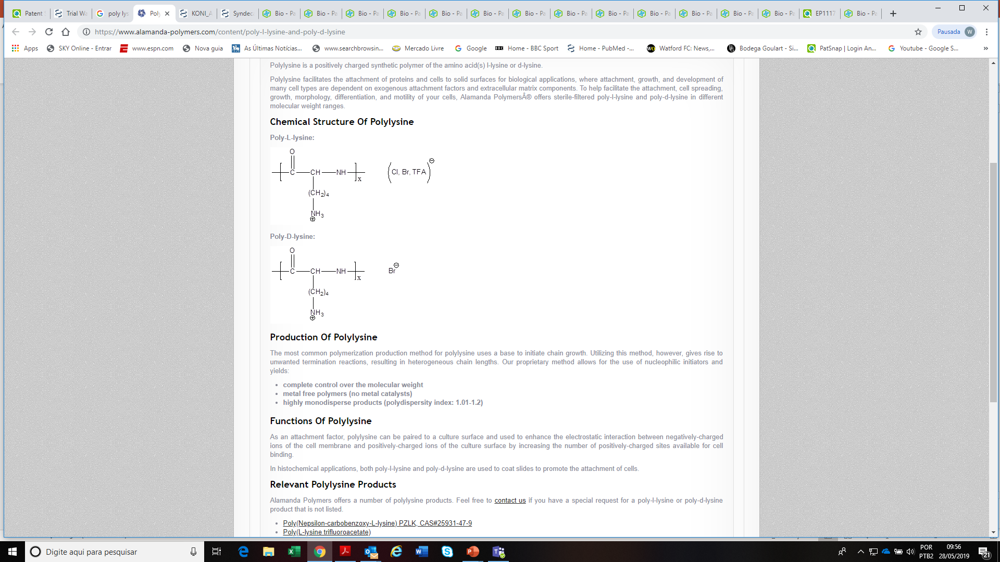 Patent
Trial Wa
poly lys
Poly
KONI_A
Syndec
Bio - Pa
Bio - Pa
Bio - Pa
Bio - Pa
Bio - Pa
Bio - Pa
Bio - Pa
Bio - Pa
Bio - Pa
Bio - Pa
Bio - Pa
Bio - Pa
Bio - Pa
EP1117
Bio - Pa
https://www.alamanda-polymers.com/content/poly-l-lysine-and-poly-d-lysine
Pausada W
Apps
SKY Online - Entrar
www.espn.com
Nova guia
As Últimas Notícias...
www.searchbrowsin...
Mercado Livre
Google
BBC Home - BBC Sport
Home - PubMed -...
WO Watford FC: News,...
Bodega Goulart - Si...
PatSnap | Login An...
Youtube - Google S...
»
Polylysine is a positively charged synthetic polymer of the amino acid(s) l-lysine or d-lysine.
Polylysine facilitates the attachment of proteins and cells to solid surfaces for biological applications, where attachment, growth, and development of
many cell types are dependent on exogenous attachment factors and extracellular matrix components. To help facilitate the attachment, cell spreading,
growth, morphology, differentiation, and motility of your cells, Alamanda PolymersÂ® offers sterile-filtered poly-l-lysine and poly-d-lysine in different
molecular weight ranges.
Chemical Structure Of Polylysine
Poly-L-lysine:
O
C CH NH x (Cl, Br, TFA)⊖
(CH2)4
NH3
⊕
Poly-D-lysine:
O
C CH NH x Br⊖
(CH2)4
NH3
⊕
Production Of Polylysine
The most common polymerization production method for polylysine uses a base to initiate chain growth. Utilizing this method, however, gives rise to
unwanted termination reactions, resulting in heterogeneous chain lengths. Our proprietary method allows for the use of nucleophilic initiators and
yields:
• complete control over the molecular weight
• metal free polymers (no metal catalysts)
• highly monodisperse products (polydispersity index: 1.01-1.2)
Functions Of Polylysine
As an attachment factor, polylysine can be paired to a culture surface and used to enhance the electrostatic interaction between negatively-charged
ions of the cell membrane and positively-charged ions of the culture surface by increasing the number of positively-charged sites available for cell
binding.
In histochemical applications, both poly-l-lysine and poly-d-lysine are used to coat slides to promote the attachment of cells.
Relevant Polylysine Products
Alamanda Polymers offers a number of polylysine products. Feel free to contact us if you have a special request for a poly-l-lysine or poly-d-lysine
product that is not listed.
• Poly(Nepsilon-carbobenzoxy-L-lysine) PZLK, CAS#25931-47-9
• Poly(L-lysine trifluoroacetate)
Digite aqui para pesquisar
POR
PTB2
09:56
28/05/2019
21